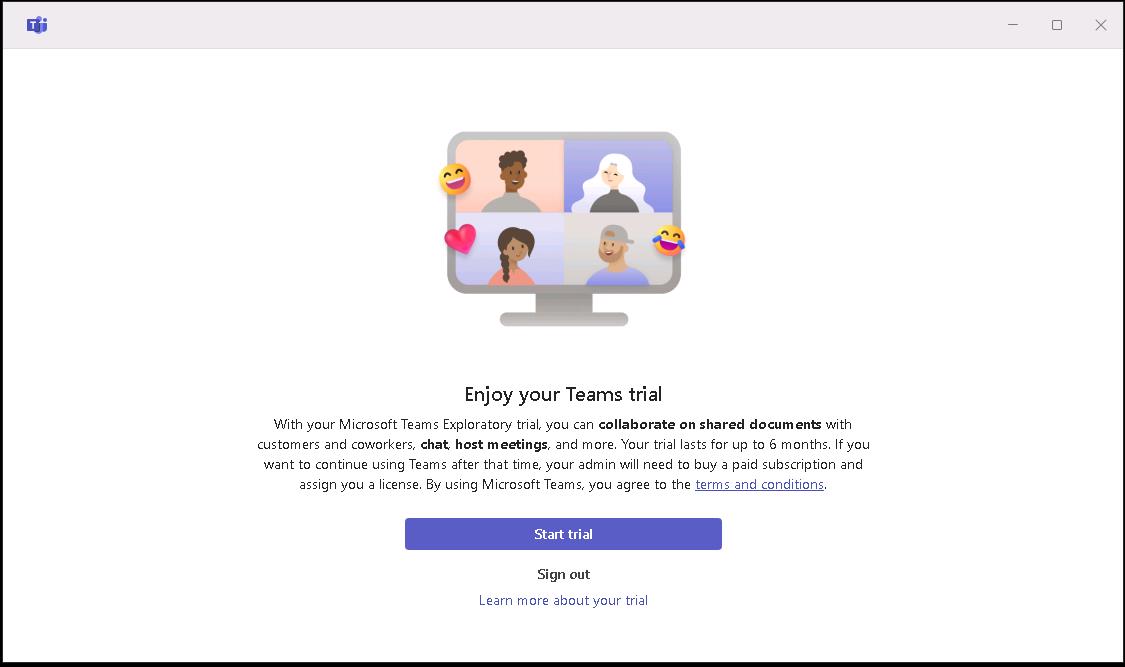 Enjoy your Teams trial
With your Microsoft Teams Exploratory trial, you can collaborate on shared documents with
customers and coworkers, chat, host meetings, and more. Your trial lasts for up to 6 months. If you
want to continue using Teams after that time, your admin will need to buy a paid subscription and
assign you a license. By using Microsoft Teams, you agree to the terms and conditions.
Start trial
Sign out
Learn more about your trial